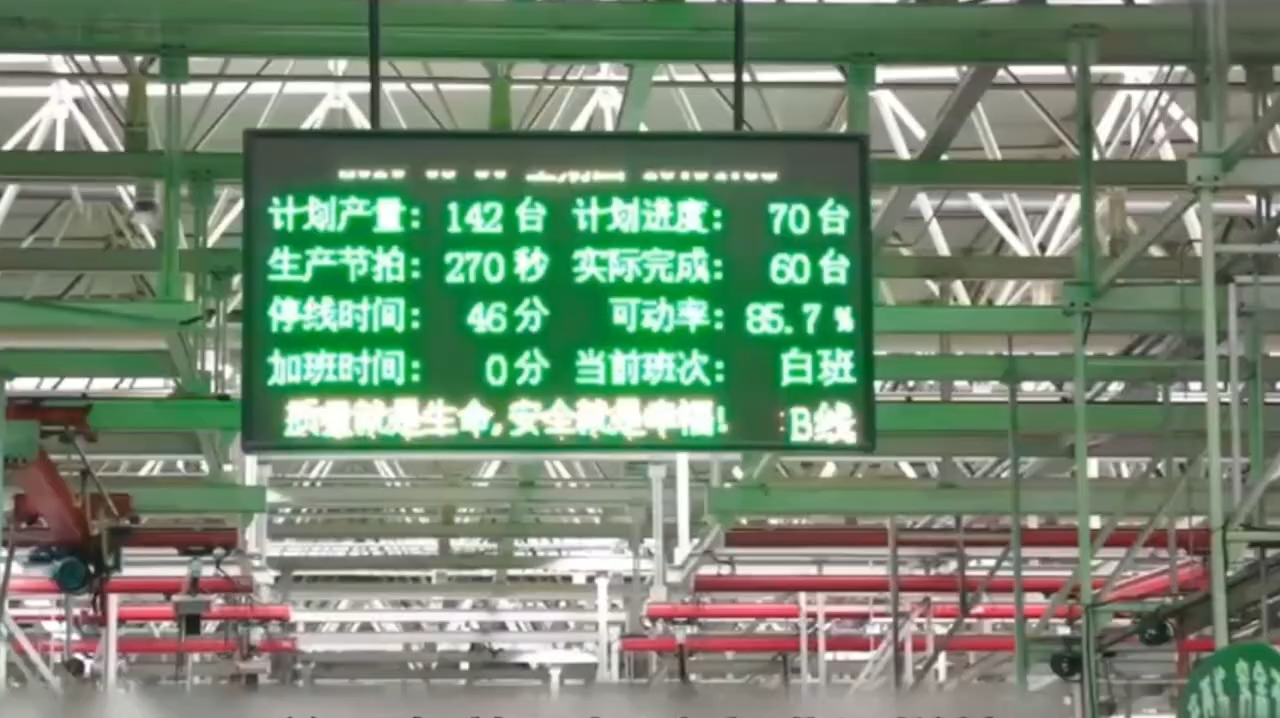 计划产量: 142 台 计划进度: 70 台
生产节拍: 270 秒 实际完成: 60 台
停线时间: 46 分 可动率: 85.7 %
加班时间: 0 分 当前班次: 白班
质量就是生命,安全就是幸福! B线